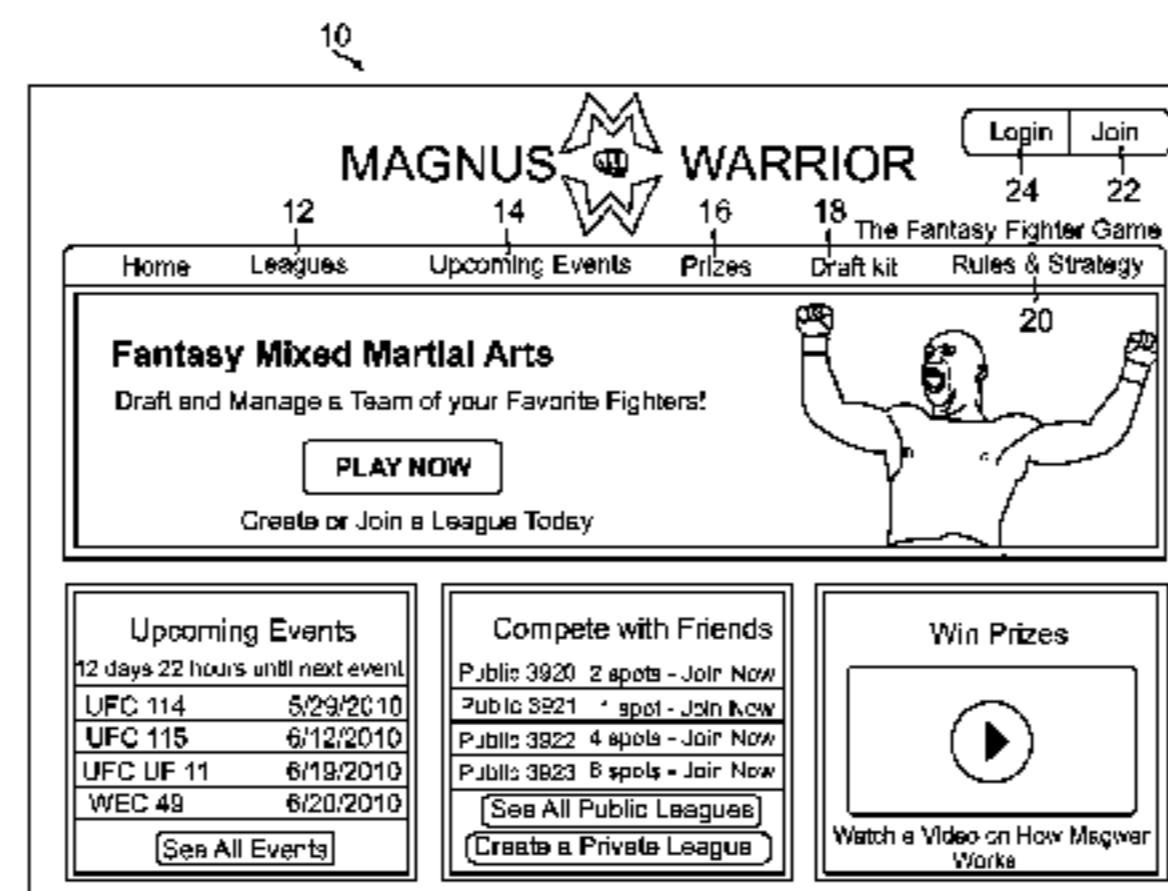 10
MAGNUS WARRIOR
Login Join
24 22
12 14 16 18
The Fantasy Fighter Game
Home Leagues Upcoming Events Prizes Draft kit Rules & Strategy
20
Fantasy Mixed Martial Arts
Draft and Manage a Team of your Favorite Fighters!
PLAY NOW
Create or Join a League Today
Upcoming Events
12 days 22 hours until next event
UFC 114 5/29/2010
UFC 115 6/12/2010
UFC UF 11 6/19/2010
WEC 49 6/20/2010
See All Events
Compete with Friends
Public 3920 2 spots - Join Now
Public 3921 1 spot - Join Now
Public 3922 4 spots - Join Now
Public 3923 6 spots - Join Now
See All Public Leagues
Create a Private League
Win Prizes
Watch a Video on How Magwar
Works